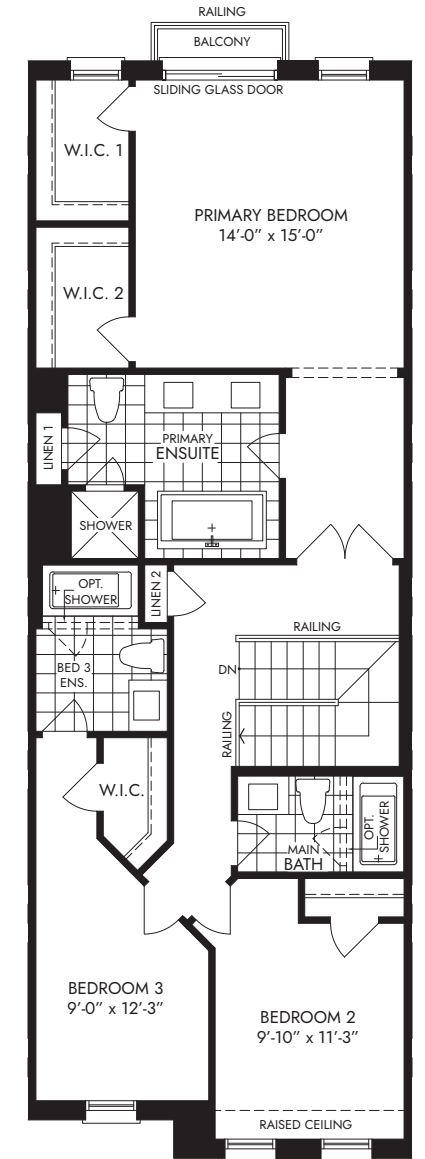 RAILING
BALCONY
SLIDING GLASS DOOR
W.I.C. 1
PRIMARY BEDROOM
14'-0" x 15'-0"
W.I.C. 2
LINEN 1
PRIMARY
ENSUITE
SHOWER
OPT.
SHOWER
LINEN 2
RAILING
BED 3
ENS.
DN
RAILING
W.I.C.
OPT.
SHOWER
MAIN
BATH
BEDROOM 3
9'-0" x 12'-3"
BEDROOM 2
9'-10" x 11'-3"
RAISED CEILING